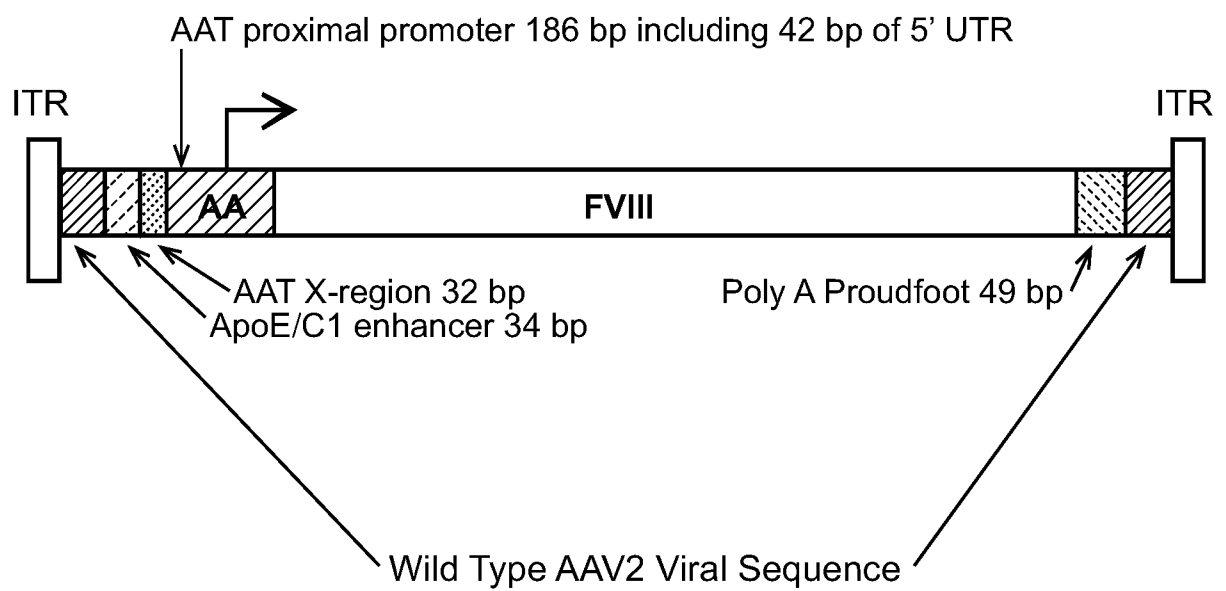 AAT proximal promoter 186 bp including 42 bp of 5’ UTR
ITR
ITR
AA
FVIII
AAT X-region 32 bp
Poly A Proudfoot 49 bp
ApoE/C1 enhancer 34 bp
Wild Type AAV2 Viral Sequence